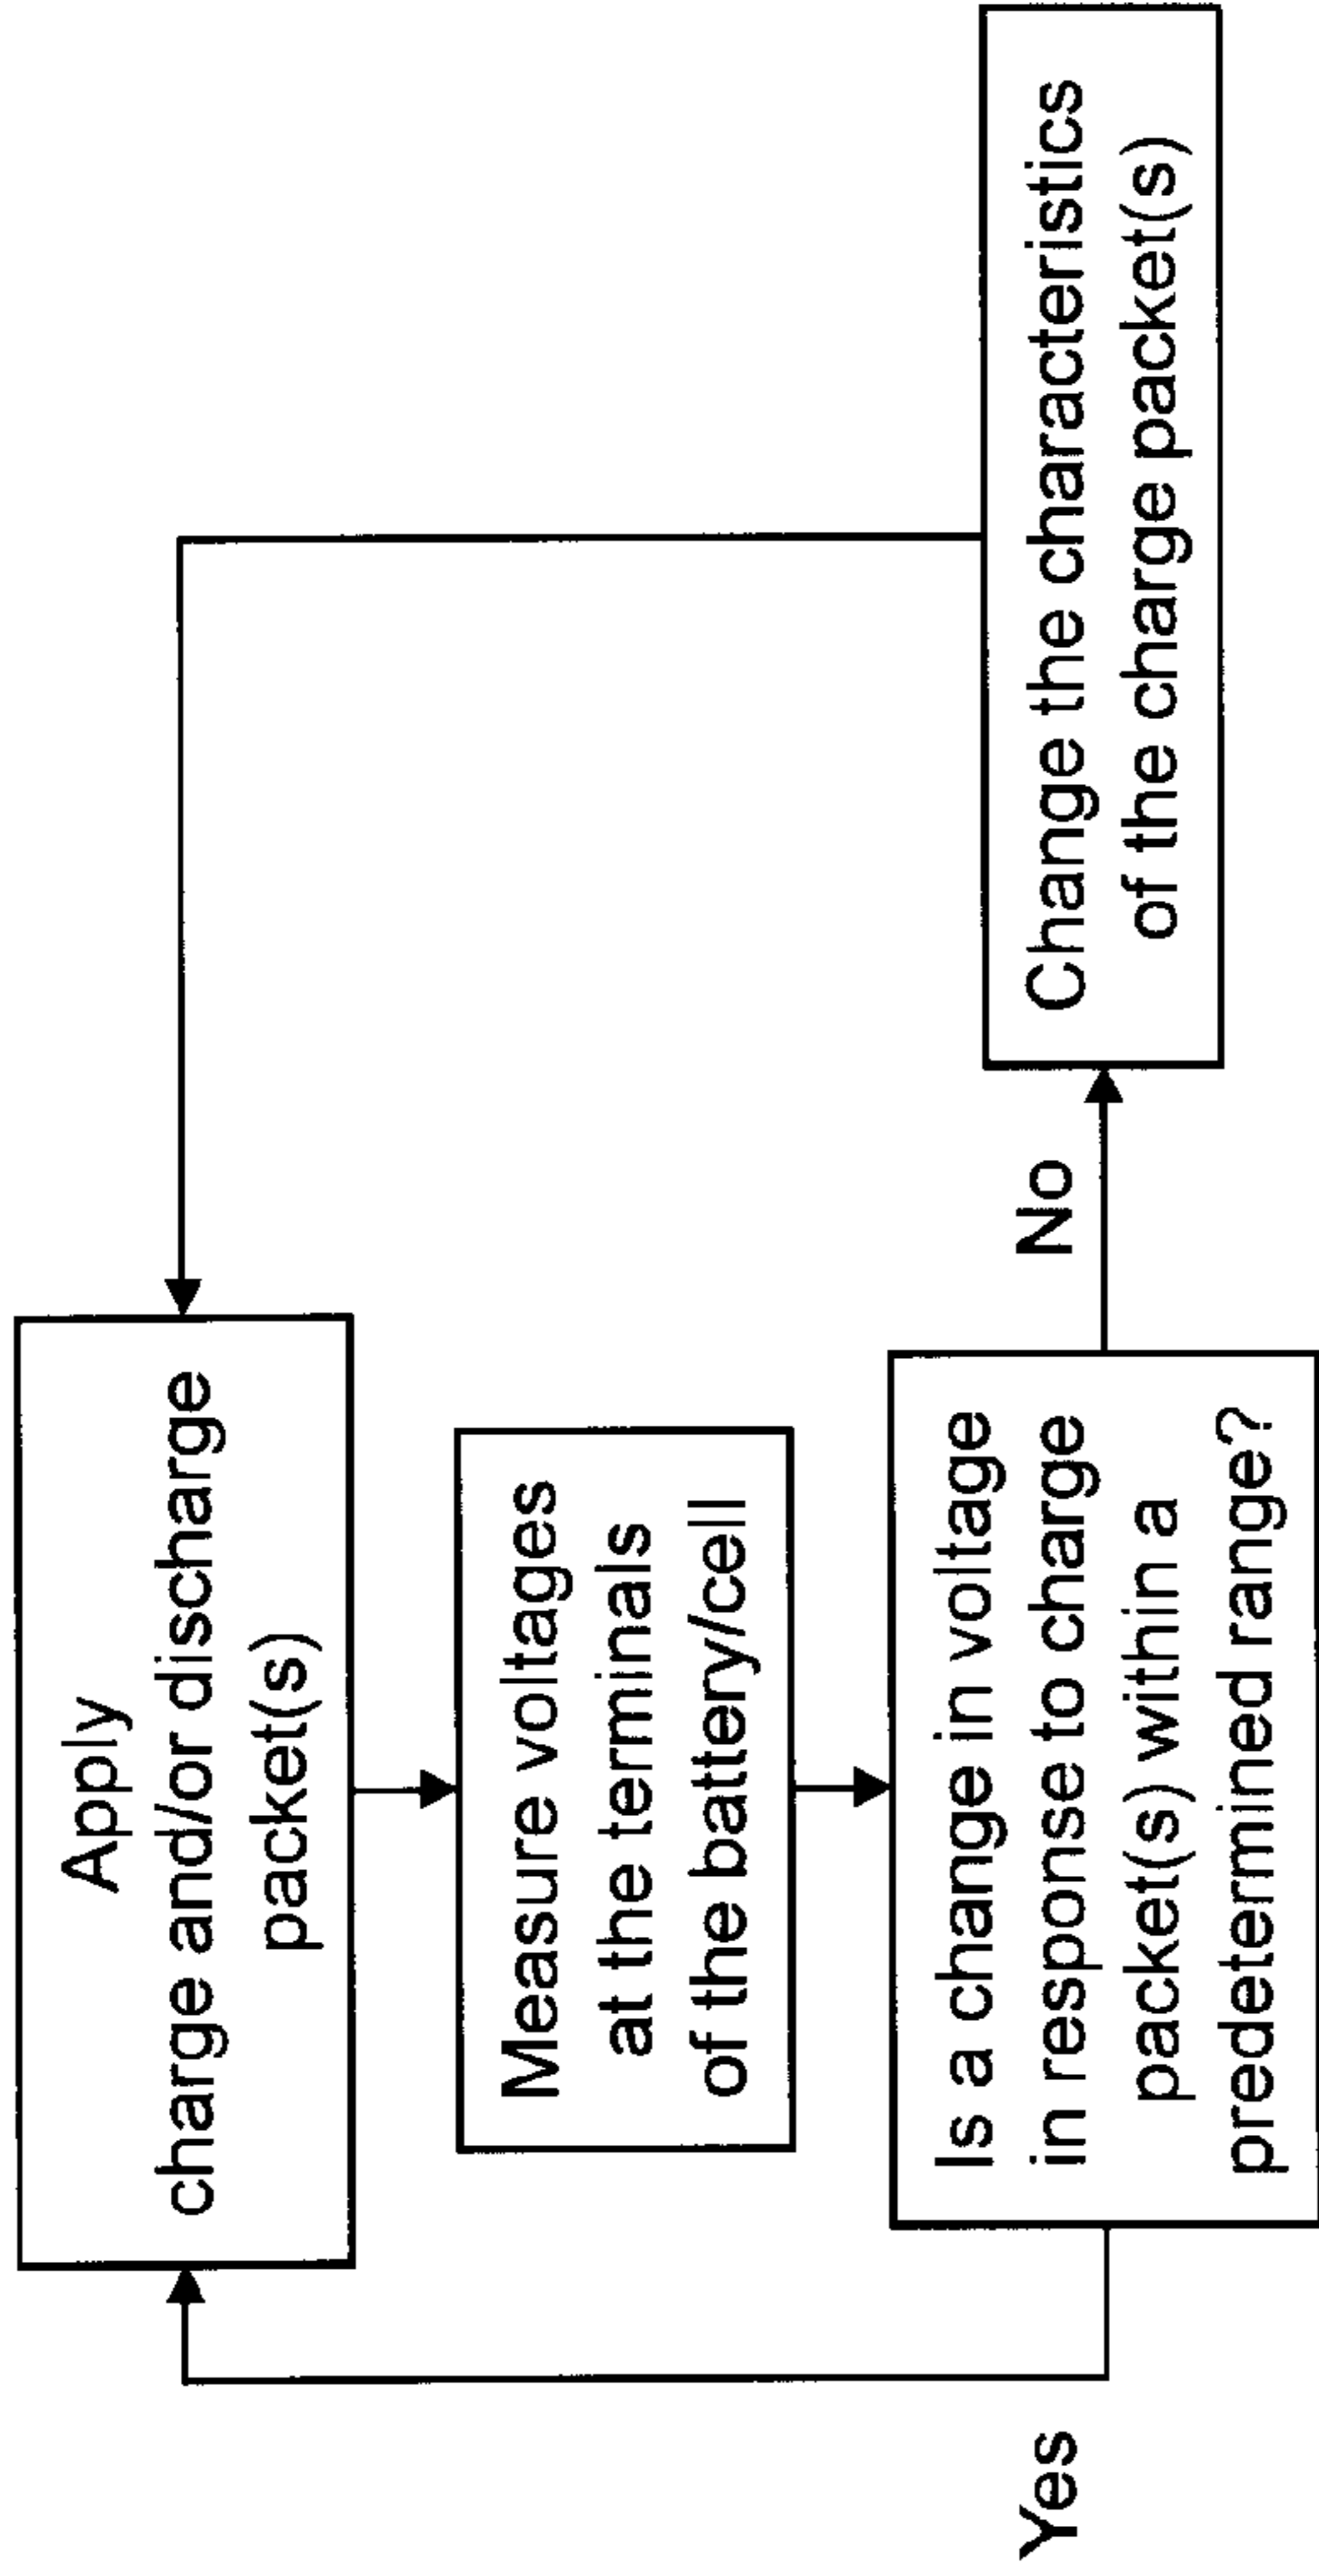 Apply
charge and/or discharge
packet(s)
Measure voltages
at the terminals
of the battery/cell
Is a change in voltage
in response to charge
packet(s) within a
predetermined range?
Yes
No
Change the characteristics
of the charge packet(s)